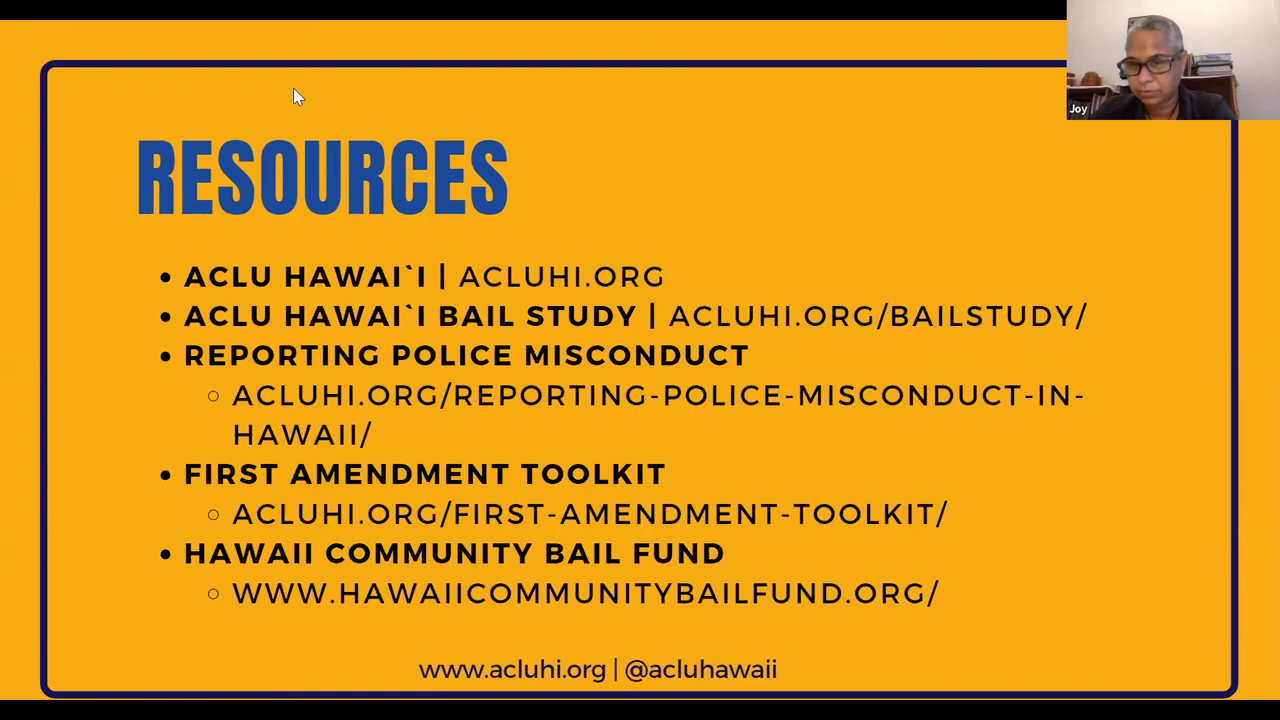 Joy
RESOURCES
• ACLU HAWAI`I | ACLUHI.ORG
• ACLU HAWAI`I BAIL STUDY | ACLUHI.ORG/BAILSTUDY/
• REPORTING POLICE MISCONDUCT
○ ACLUHI.ORG/REPORTING-POLICE-MISCONDUCT-IN-
HAWAII/
• FIRST AMENDMENT TOOLKIT
○ ACLUHI.ORG/FIRST-AMENDMENT-TOOLKIT/
• HAWAII COMMUNITY BAIL FUND
○ WWW.HAWAIICOMMUNITYBAILFUND.ORG/
www.acluhi.org | @acluhawaii